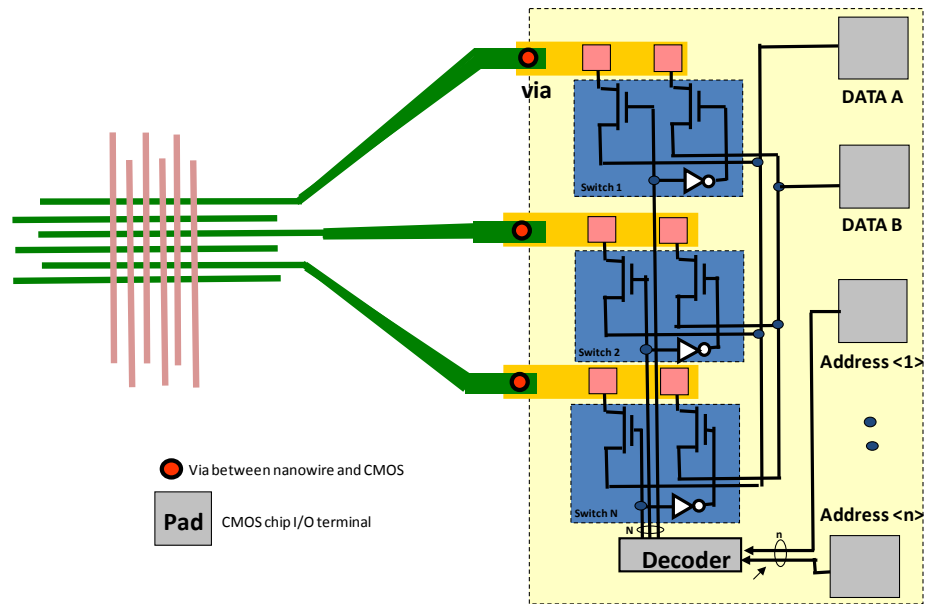 via
DATA A
Switch 1
DATA B
Switch 2
Address <1>
Via between nanowire and CMOS
Pad
CMOS chip I/O terminal
Switch N
Address <n>
N
n
Decoder